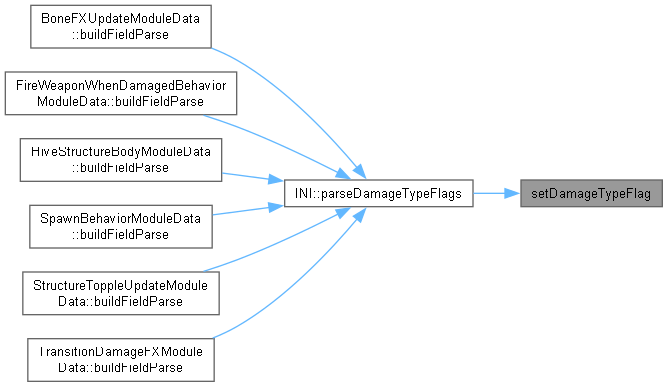 BoneFXUpdateModuleData
::buildFieldParse
FireWeaponWhenDamagedBehavior
ModuleData::buildFieldParse
HiveStructureBodyModuleData
::buildFieldParse
INI::parseDamageTypeFlags
setDamageTypeFlag
SpawnBehaviorModuleData
::buildFieldParse
StructureToppleUpdateModule
Data::buildFieldParse
TransitionDamageFXModule
Data::buildFieldParse